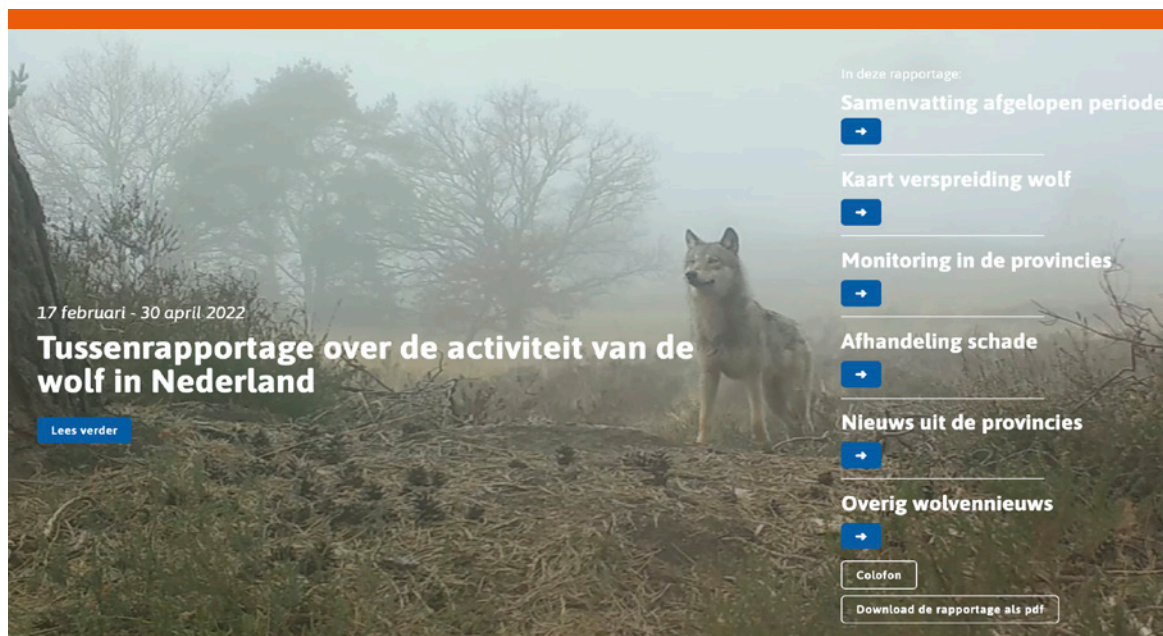 In deze rapportage:
Samenvatting afgelopen periode
Kaart verspreiding wolf
Monitoring in de provincies
Afhandeling schade
Nieuws uit de provincies
Overig wolvennieuws
Colofon
Download de rapportage als pdf
17 februari - 30 april 2022
Tussenrapportage over de activiteit van de
wolf in Nederland
Lees verder